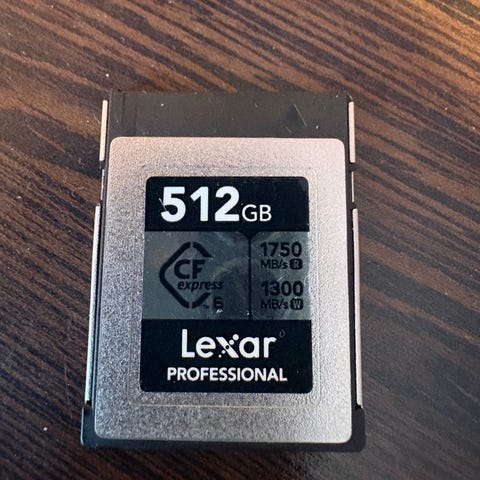 512GB
CF
express
B
1750
MB/s R
1300
MB/s W
Lexar
PROFESSIONAL